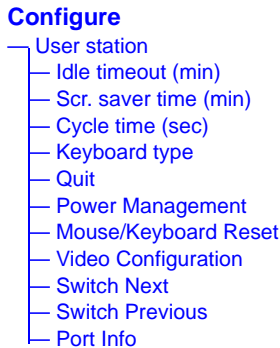 Configure
User station
Idle timeout (min)
Scr. saver time (min)
Cycle time (sec)
Keyboard type
Quit
Power Management
Mouse/Keyboard Reset
Video Configuration
Switch Next
Switch Previous
Port Info